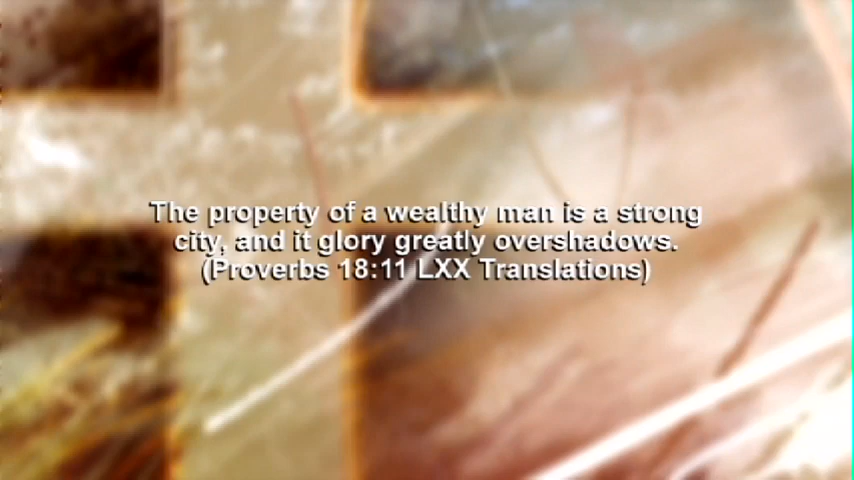 The property of a wealthy man is a strong
city, and it glory greatly overshadows.
(Proverbs 18:11 LXX Translations)